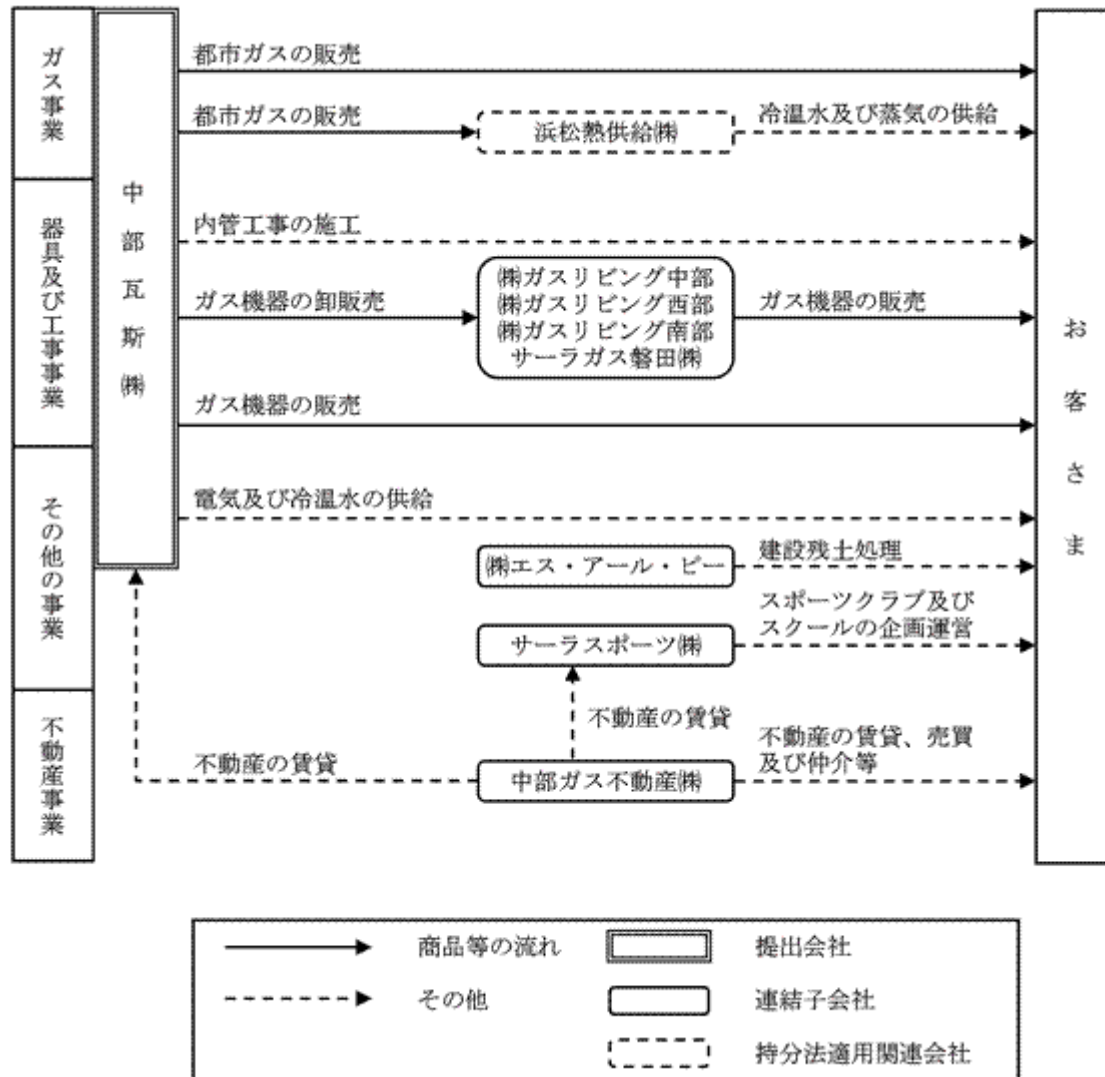 ガス事業
器具及び工事事業
その他の事業
不動産事業
中部瓦斯㈱
都市ガスの販売
都市ガスの販売
浜松熱供給㈱
冷温水及び蒸気の供給
内管工事の施工
ガス機器の卸販売
㈱ガスリビング中部
㈱ガスリビング西部
㈱ガスリビング南部
サーラガス磐田㈱
ガス機器の販売
ガス機器の販売
電気及び冷温水の供給
㈱エス・アール・ピー
建設残土処理
サーラスポーツ㈱
スポーツクラブ及び
スクールの企画運営
不動産の賃貸
不動産の賃貸
中部ガス不動産㈱
不動産の賃貸、売買
及び仲介等
お客さま
商品等の流れ
提出会社
その他
連結子会社
持分法適用関連会社